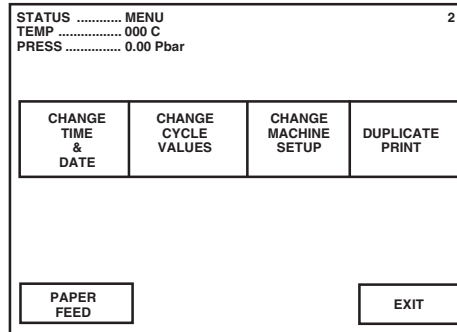 STATUS ............ MENU 2
TEMP ................. 000 C
PRESS ............... 0.00 Pbar
CHANGE
TIME
&
DATE
CHANGE
CYCLE
VALUES
CHANGE
MACHINE
SETUP
DUPLICATE
PRINT
PAPER
FEED
EXIT